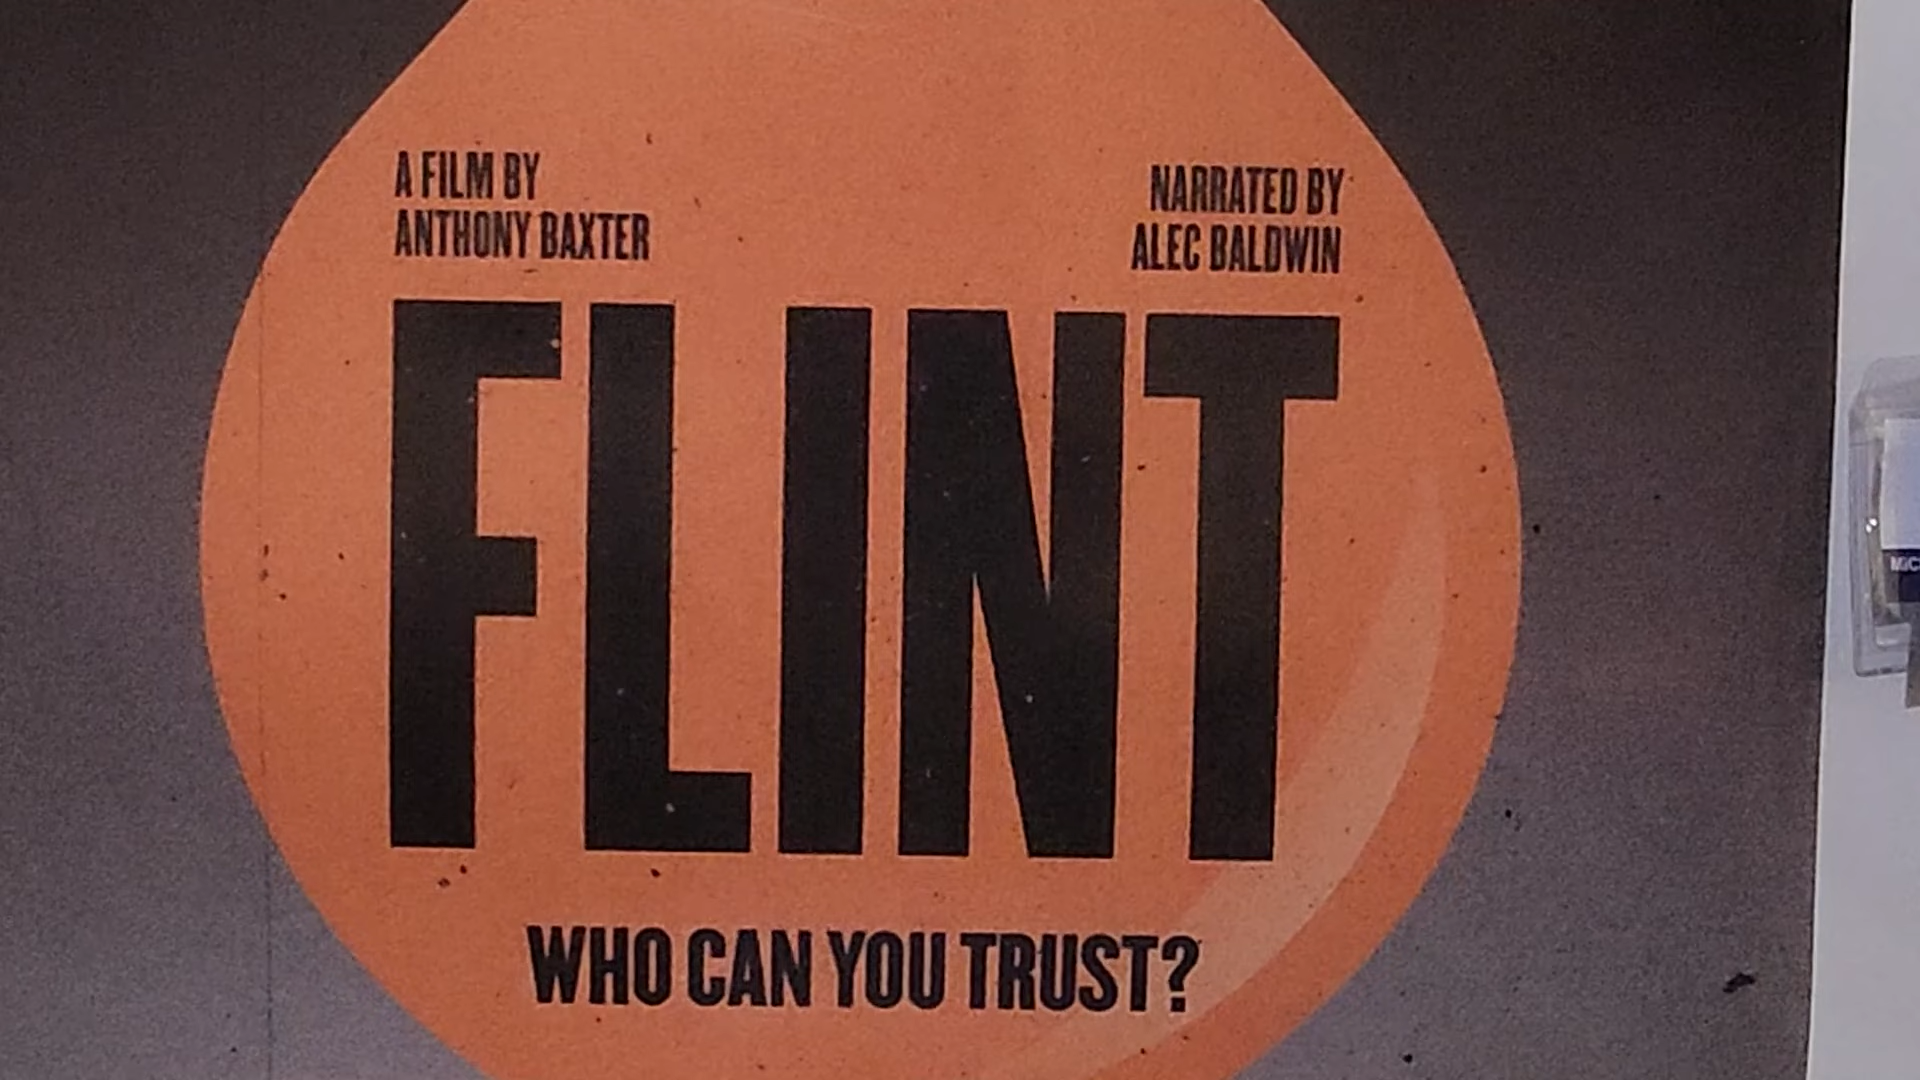 A FILM BY
ANTHONY BAXTER
NARRATED BY
ALEC BALDWIN
FLINT
WHO CAN YOU TRUST?